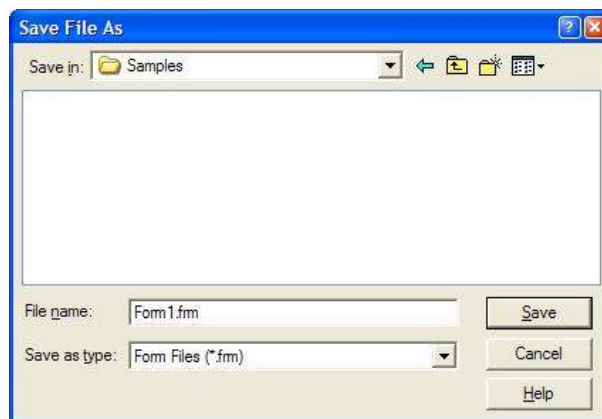 Save File As
Save in: Samples
File name: Form1.frm
Save as type: Form Files (*.frm)
Save
Cancel
Help